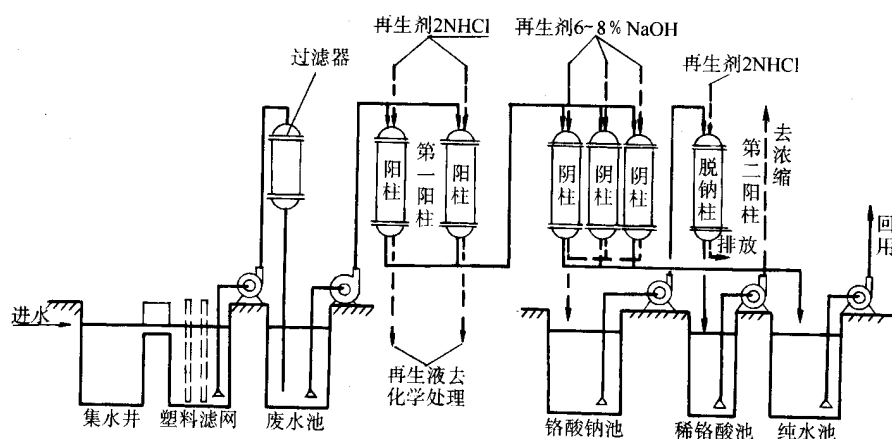 再生剂2NHCl
再生剂6~8% NaOH
过滤器
再生剂2NHCl
阳柱
第一阳柱
阳柱
阴柱
阴柱
阴柱
脱钠柱
第二阳柱
去浓缩
排放
回用
进水
再生液去
化学处理
集水井
塑料滤网
废水池
铬酸钠池
稀铬酸池
纯水池